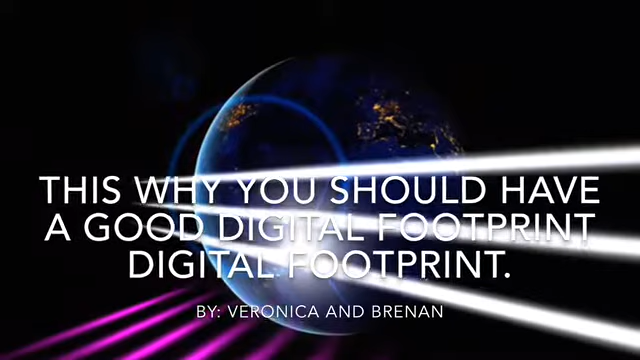 THIS WHY YOU SHOULD HAVE
A GOOD DIGITAL FOOTPRINT
DIGITAL FOOTPRINT.
BY: VERONICA AND BRENAN